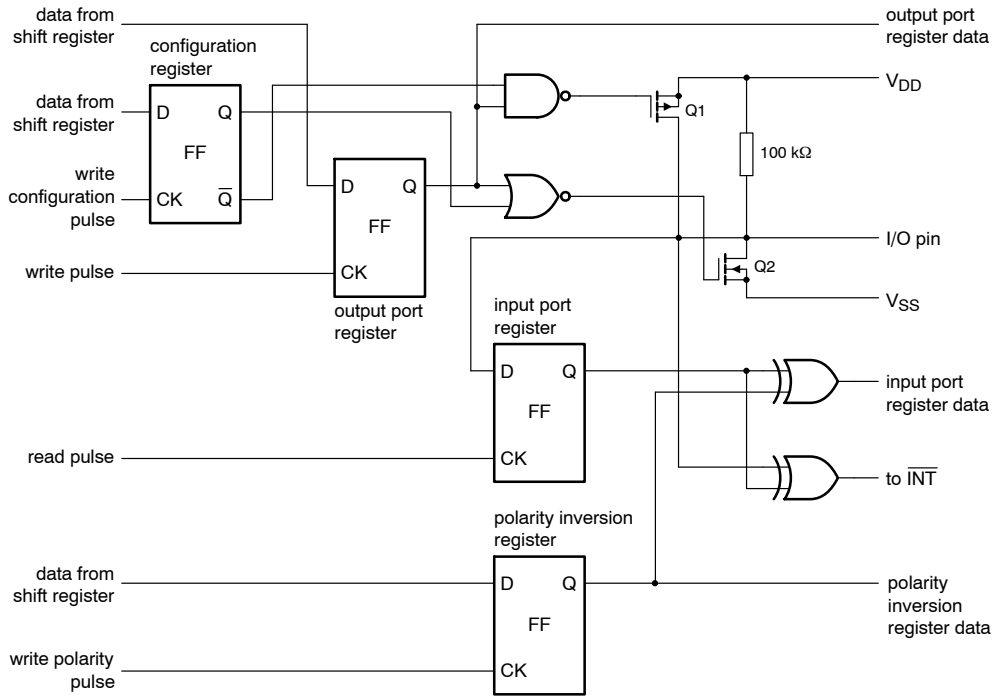 data from
shift register
configuration
register
output port
register data
data from
shift register
D
Q
FF
CK
Q̅
write
configuration
pulse
D
Q
FF
CK
output port
register
write pulse
Q1
VDD
100 kΩ
I/O pin
Q2
VSS
input port
register
D
Q
FF
CK
read pulse
input port
register data
to I̅N̅T̅
polarity inversion
register
data from
shift register
D
Q
FF
CK
polarity
inversion
register data
write polarity
pulse